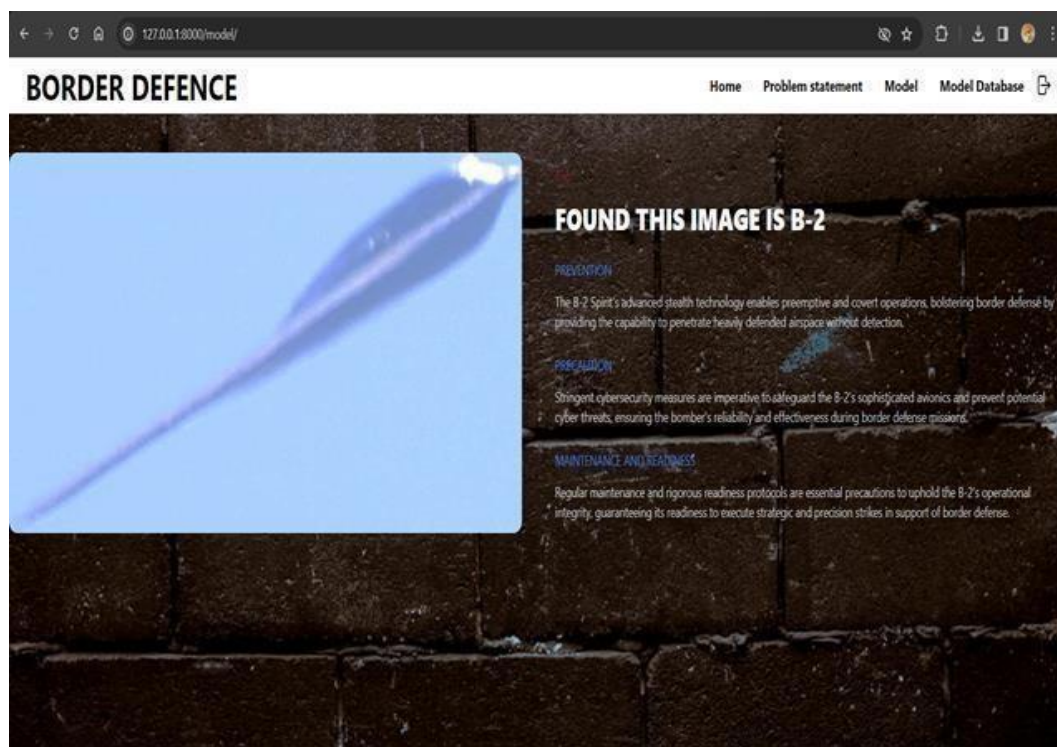 127.0.0.1:8000/model/
BORDER DEFENCE
Home Problem statement Model Model Database
FOUND THIS IMAGE IS B-2
PREVENTION
The B-2 Spirit's advanced stealth technology enables preemptive and covert operations, bolstering border defense by
providing the capability to penetrate heavily defended airspace without detection.
PRECAUTION
Stringent cybersecurity measures are imperative to safeguard the B-2's sophisticated avionics and prevent potential
cyber threats, ensuring the bomber's reliability and effectiveness during border defense missions.
MAINTENANCE AND READINESS
Regular maintenance and rigorous readiness protocols are essential precautions to uphold the B-2's operational
integrity, guaranteeing its readiness to execute strategic and precision strikes in support of border defense.